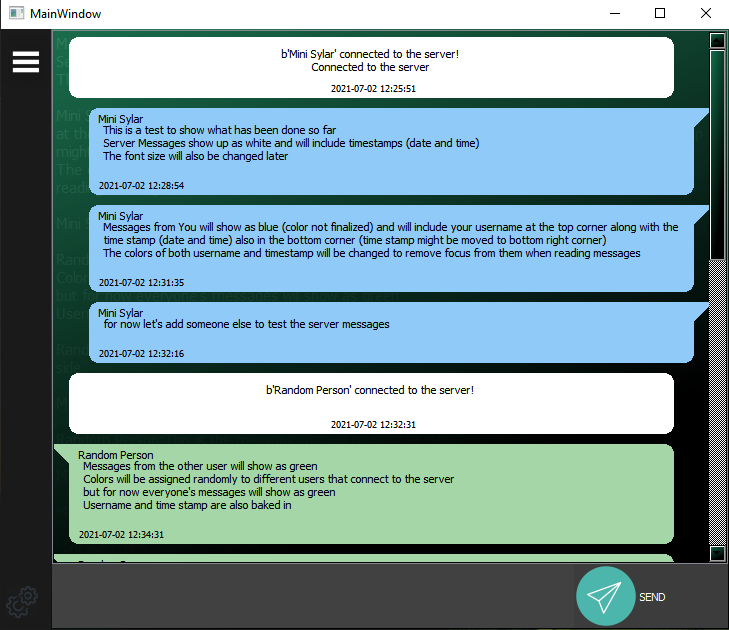 MainWindow
b'Mini Sylar' connected to the server!
Connected to the server
2021-07-02 12:25:51
Mini Sylar
This is a test to show what has been done so far
Server Messages show up as white and will include timestamps (date and time)
The font size will also be changed later
2021-07-02 12:28:54
Mini Sylar
Messages from You will show as blue (color not finalized) and will include your username at the top corner along with the
time stamp (date and time) also in the bottom corner (time stamp might be moved to bottom right corner)
The colors of both username and timestamp will be changed to remove focus from them when reading messages
2021-07-02 12:31:35
Mini Sylar
for now let's add someone else to test the server messages
2021-07-02 12:32:16
b'Random Person' connected to the server!
2021-07-02 12:32:31
Random Person
Messages from the other user will show as green
Colors will be assigned randomly to different users that connect to the server
but for now everyone's messages will show as green
Username and time stamp are also baked in
2021-07-02 12:34:31
SEND